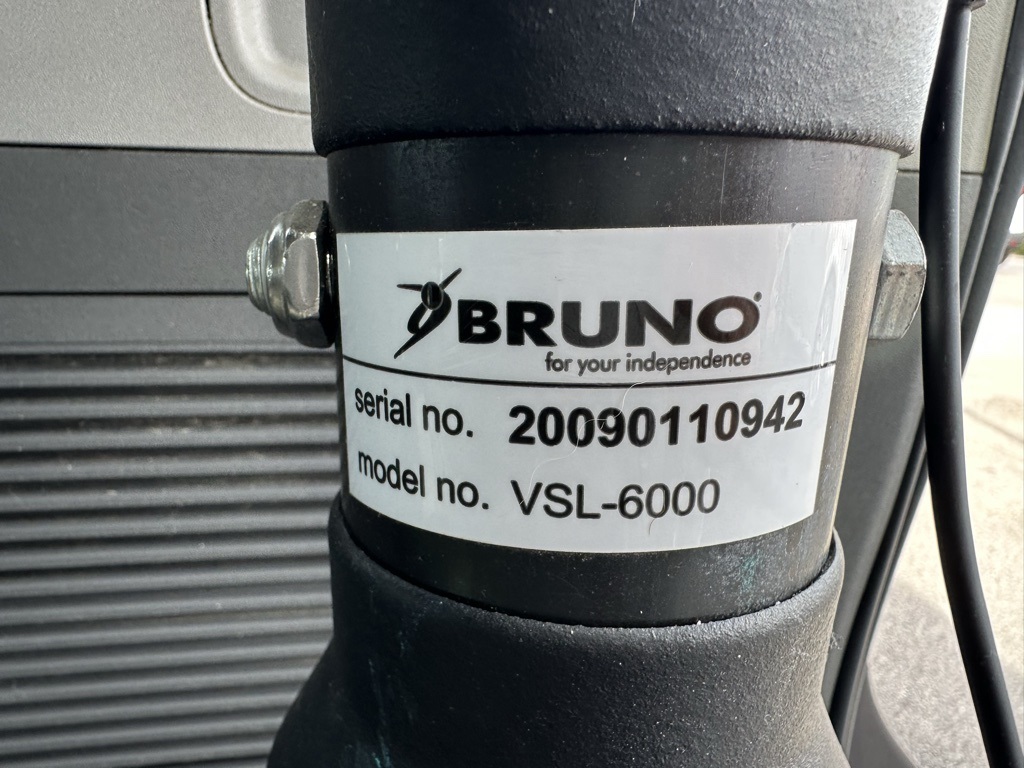 BRUNO®
for your independence
serial no. 20090110942
model no. VSL-6000